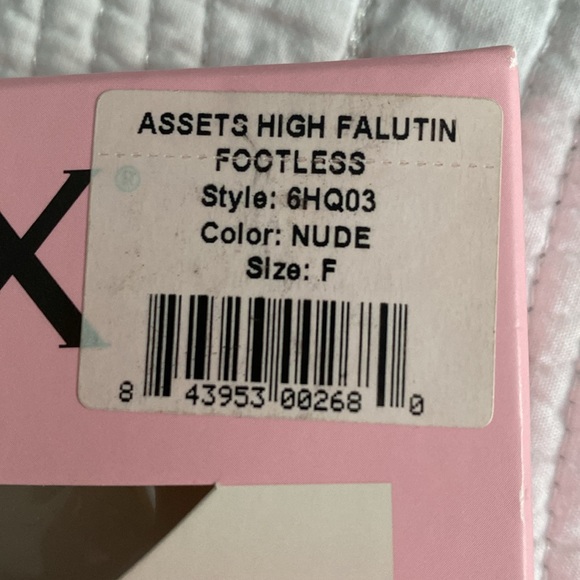 ASSETS HIGH FALUTIN
FOOTLESS
Style: 6HQ03
Color: NUDE
Size: F
8 43953 00268 0
X®